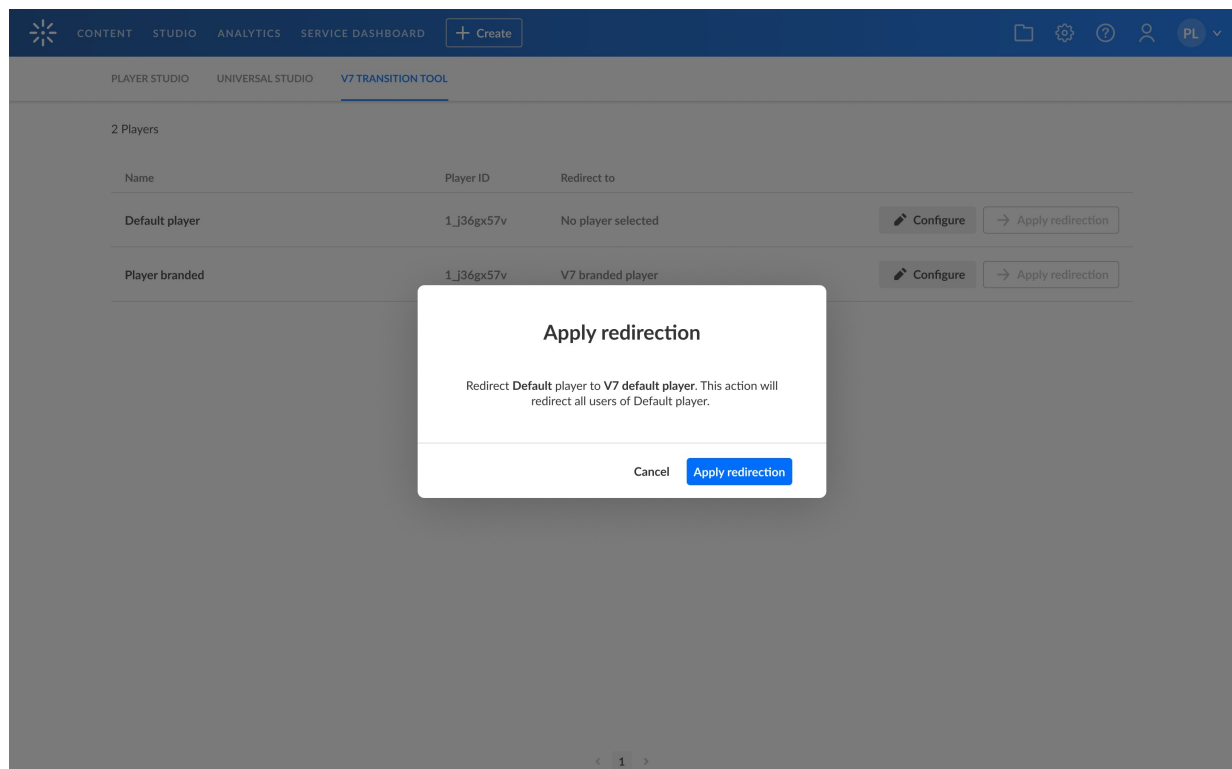 CONTENT STUDIO ANALYTICS SERVICE DASHBOARD + Create PL
PLAYER STUDIO UNIVERSAL STUDIO V7 TRANSITION TOOL
2 Players
Name Player ID Redirect to
Default player 1_j36gx57v No player selected Configure → Apply redirection
Player branded 1_j36gx57v V7 branded player Configure → Apply redirection
Apply redirection
Redirect Default player to V7 default player. This action will
redirect all users of Default player.
Cancel Apply redirection
< 1 >